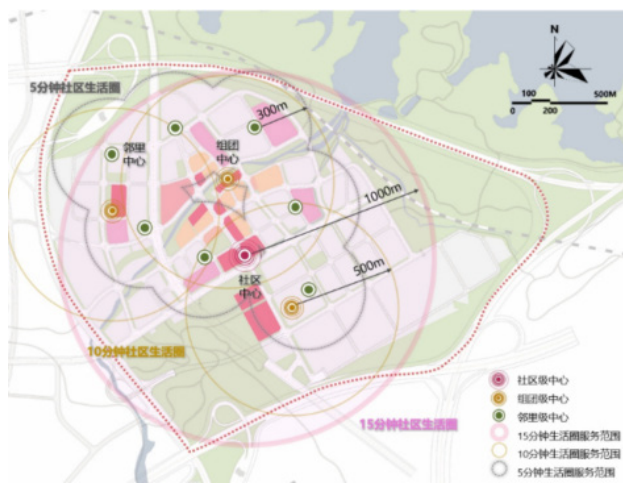 N
100 500M
0 200
5分钟社区生活圈
300m
邻里
中心
组团
中心
1000m
500m
社区
中心
10分钟社区生活圈
15分钟社区生活圈
社区级中心
组团级中心
邻里级中心
15分钟生活圈服务范围
10分钟生活圈服务范围
5分钟生活圈服务范围